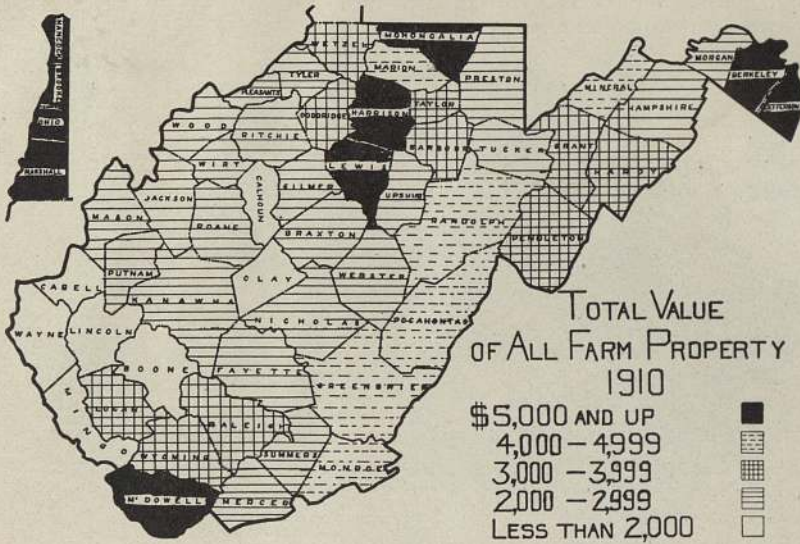 HANCOCK
BROOKE
OHIO
MARSHALL
WETZEL
MONONGALIA
MARION
PRESTON
TYLER
PLEASANTS
DODDRIDGE
HARRISON
TAYLOR
MORGAN
BERKELEY
JEFFERSON
MINERAL
HAMPSHIRE
WOOD
RITCHIE
BARBOUR
TUCKER
GRANT
HARDY
WIRT
LEWIS
CALHOUN
GILMER
UPSHUR
JACKSON
ROANE
MASON
RANDOLPH
BRAXTON
PENDLETON
PUTNAM
CLAY
WEBSTER
CABELL
KANAWHA
NICHOLAS
POCAHONTAS
WAYNE
LINCOLN
BOONE
FAYETTE
GREENBRIER
MINGO
LOGAN
RALEIGH
WYOMING
SUMMERS
MONROE
McDOWELL
MERCER
TOTAL VALUE
OF ALL FARM PROPERTY
1910
$5,000 AND UP
4,000 — 4,999
3,000 — 3,999
2,000 — 2,999
LESS THAN 2,000